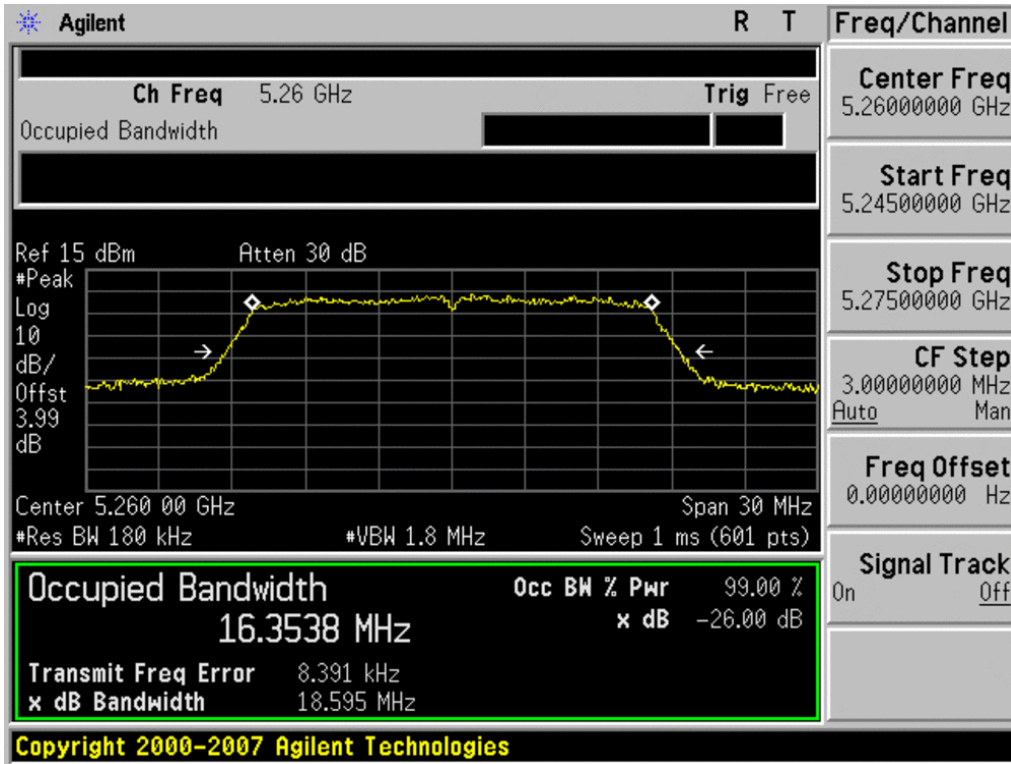 Agilent R T
Ch Freq 5.26 GHz Trig Free
Occupied Bandwidth
Ref 15 dBm Atten 30 dB
#Peak
Log
10
dB/
Offst
3.99
dB
Center 5.260 00 GHz Span 30 MHz
#Res BW 180 kHz #VBW 1.8 MHz Sweep 1 ms (601 pts)
Occupied Bandwidth
16.3538 MHz
Occ BW % Pwr 99.00 %
x dB -26.00 dB
Transmit Freq Error 8.391 kHz
x dB Bandwidth 18.595 MHz
Copyright 2000-2007 Agilent Technologies
Freq/Channel
Center Freq
5.26000000 GHz
Start Freq
5.24500000 GHz
Stop Freq
5.27500000 GHz
CF Step
3.00000000 MHz
Auto Man
Freq Offset
0.00000000 Hz
Signal Track
On Off